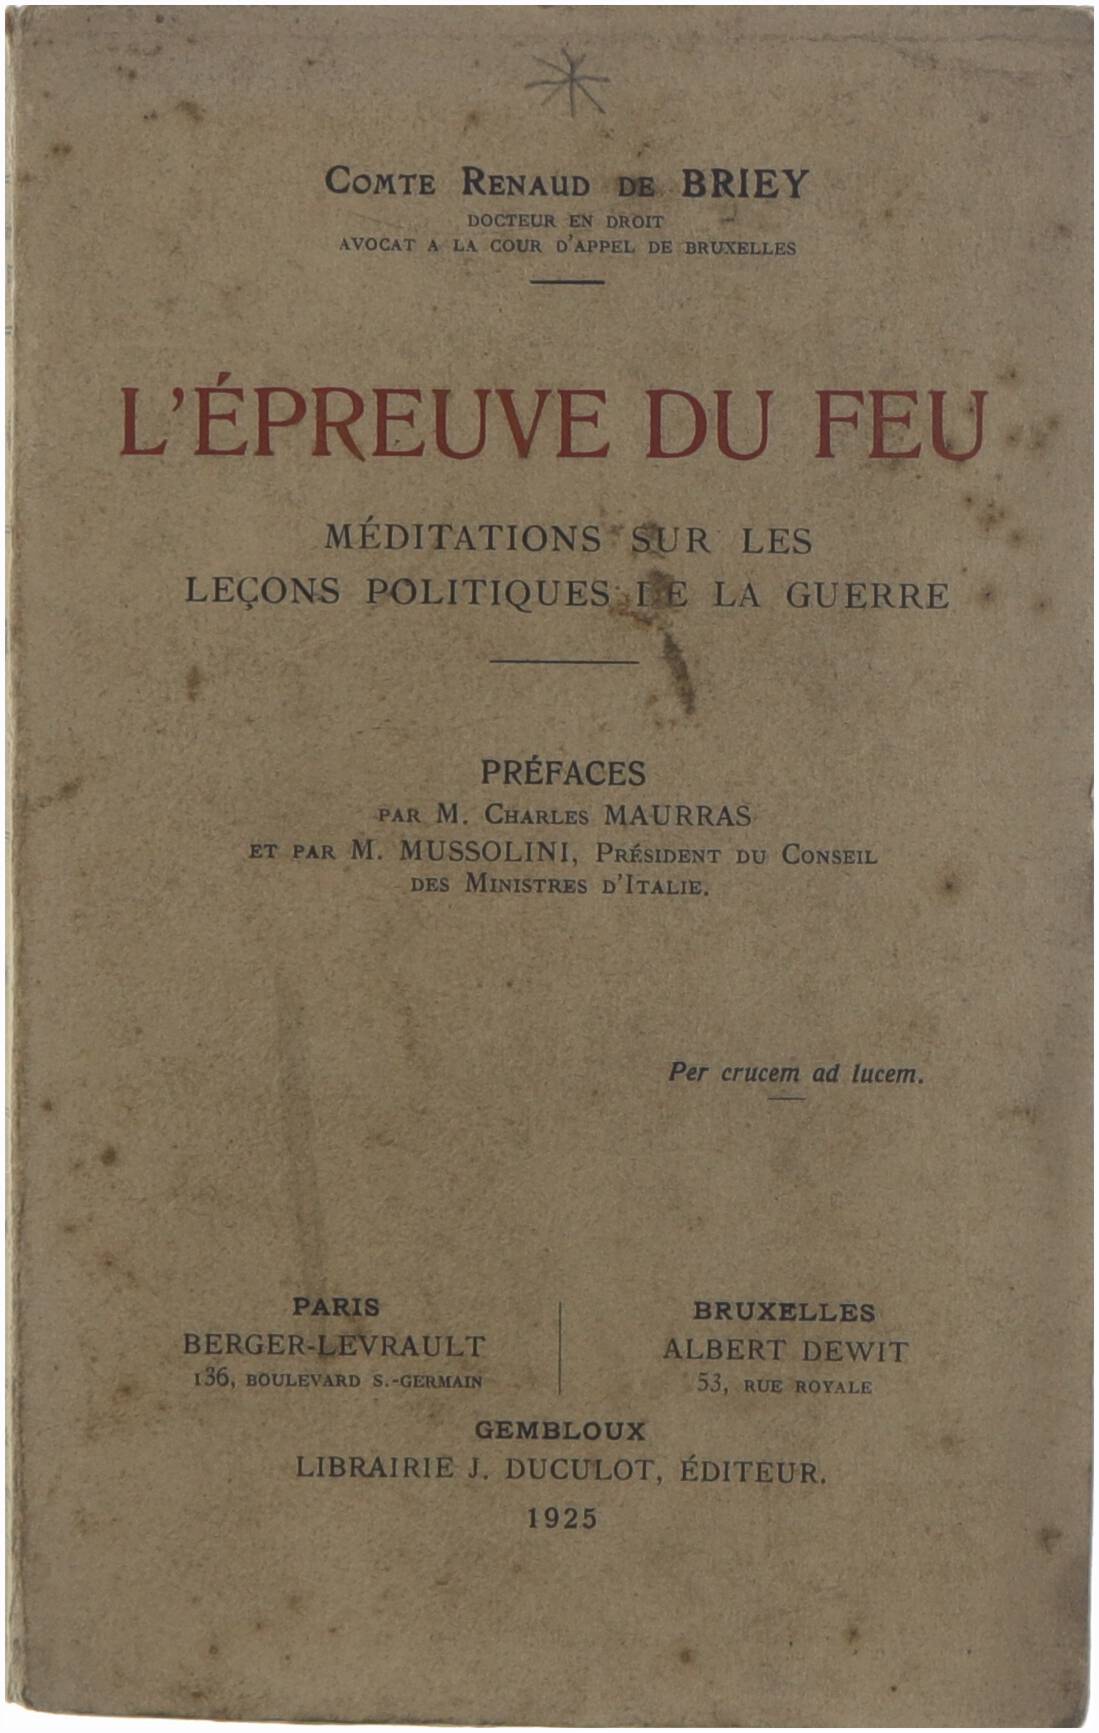 COMTE RENAUD DE BRIEY
DOCTEUR EN DROIT
AVOCAT A LA COUR D'APPEL DE BRUXELLES
L'ÉPREUVE DU FEU
MÉDITATIONS SUR LES
LEÇONS POLITIQUES DE LA GUERRE
PRÉFACES
PAR M. CHARLES MAURRAS
ET PAR M. MUSSOLINI, PRÉSIDENT DU CONSEIL
DES MINISTRES D'ITALIE.
Per crucem ad lucem.
PARIS
BERGER-LEVRAULT
136, BOULEVARD S.-GERMAIN
BRUXELLES
ALBERT DEWIT
53, RUE ROYALE
GEMBLOUX
LIBRAIRIE J. DUCULOT, ÉDITEUR.
1925